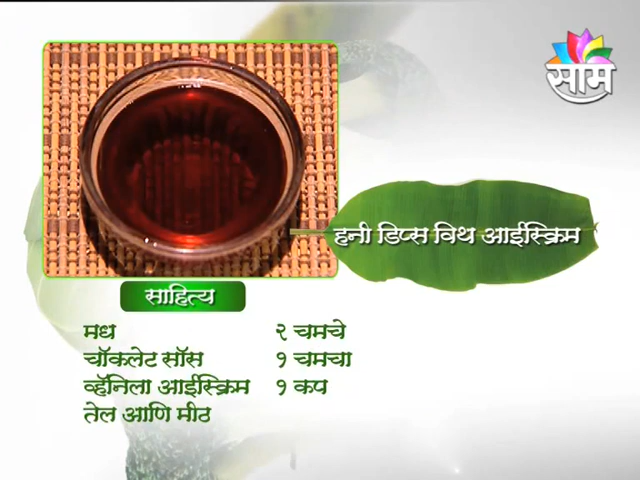 साम
हनी डिप्स विथ आईस्क्रिम
साहित्य
मध २ चमचे
चॉकलेट सॉस १ चमचा
व्हॅनिला आईस्क्रिम १ कप
तेल आणि मीठ